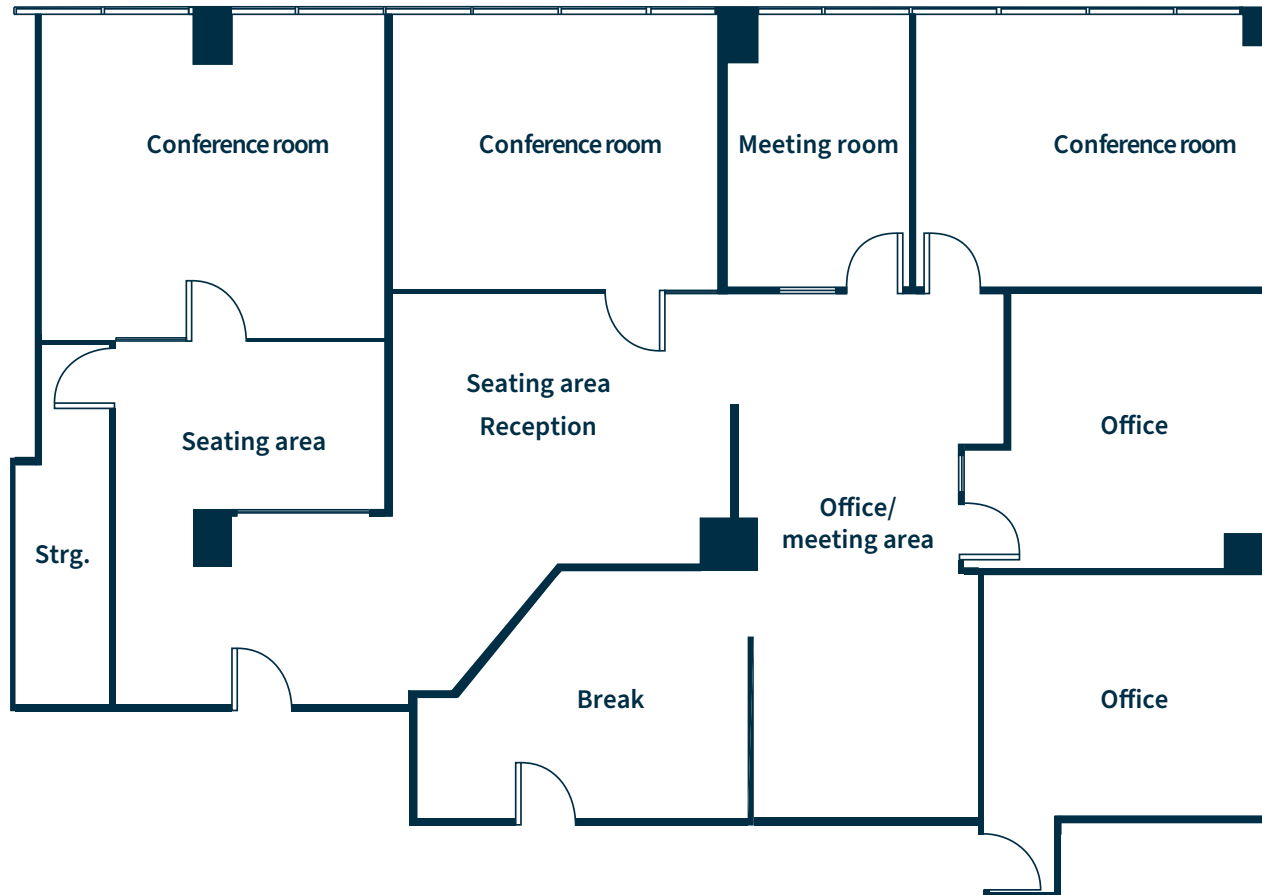 Conference room
Conference room
Meeting room
Conference room
Seating area
Reception
Office
Seating area
Office/
meeting area
Strg.
Break
Office